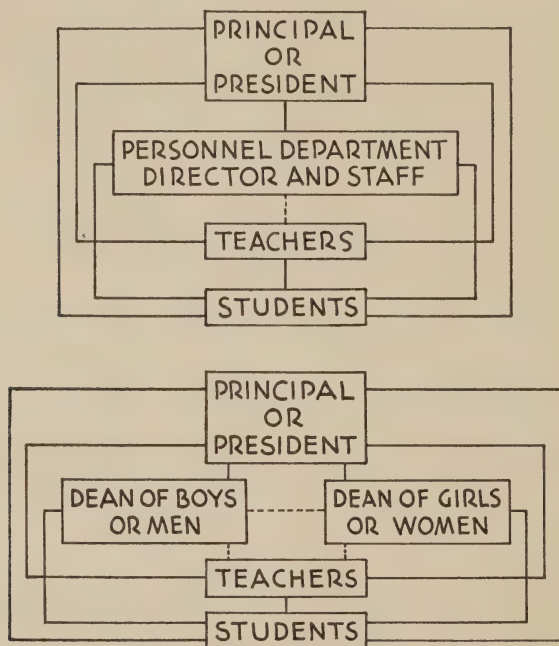 PRINCIPAL
OR
PRESIDENT
PERSONNEL DEPARTMENT
DIRECTOR AND STAFF
TEACHERS
STUDENTS
PRINCIPAL
OR
PRESIDENT
DEAN OF BOYS
OR MEN
DEAN OF GIRLS
OR WOMEN
TEACHERS
STUDENTS